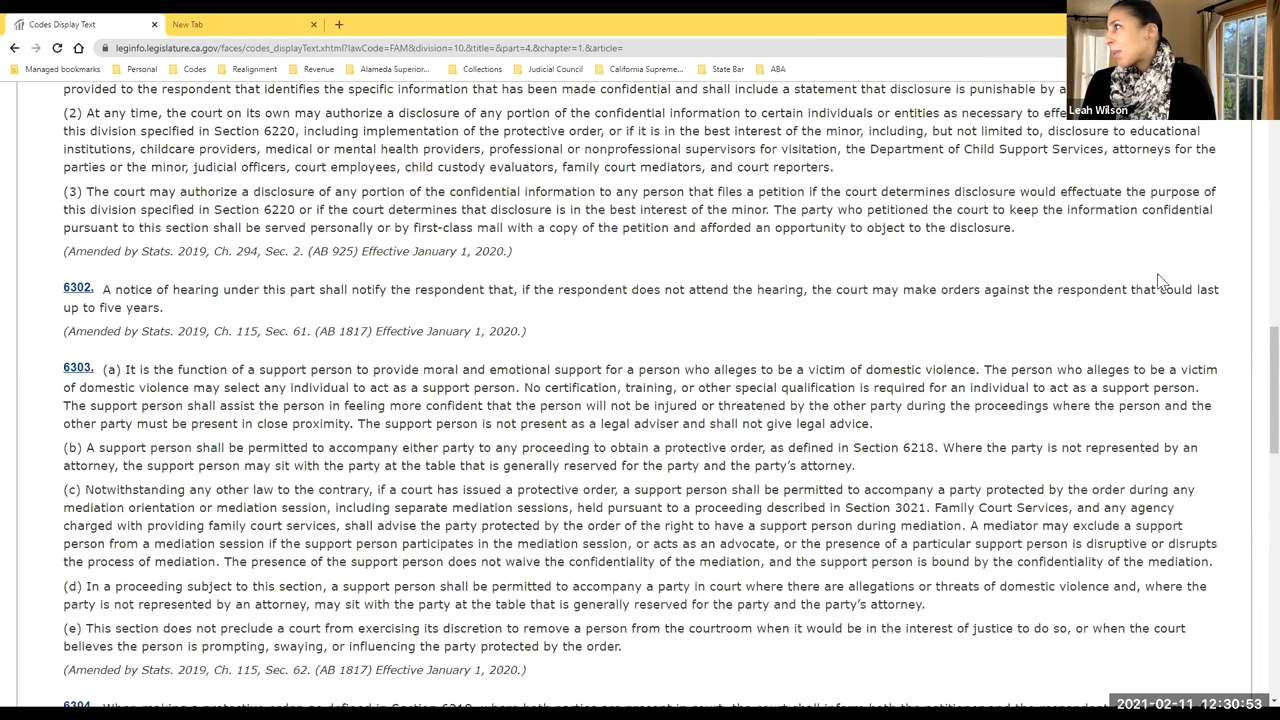 Codes Display Text
New Tab
leginfo.legislature.ca.gov/faces/codes_displayText.xhtml?lawCode=FAM&division=10.&title=&part=4.&chapter=1.&article=
Managed bookmarks Personal Codes Realignment Revenue Alameda Superior... Collections Judicial Council California Supreme... State Bar ABA
Leah Wilson
provided to the respondent that identifies the specific information that has been made confidential and shall include a statement that disclosure is punishable by a
(2) At any time, the court on its own may authorize a disclosure of any portion of the confidential information to certain individuals or entities as necessary to
this division specified in Section 6220, including implementation of the protective order, or if it is in the best interest of the minor, including, but not limited to, disclosure to educational
institutions, childcare providers, medical or mental health providers, professional or nonprofessional supervisors for visitation, the Department of Child Support Services, attorneys for the
parties or the minor, judicial officers, court employees, child custody evaluators, family court mediators, and court reporters.
(3) The court may authorize a disclosure of any portion of the confidential information to any person that files a petition if the court determines disclosure would effectuate the purpose of
this division specified in Section 6220 or if the court determines that disclosure is in the best interest of the minor. The party who petitioned the court to keep the information confidential
pursuant to this section shall be served personally or by first-class mail with a copy of the petition and afforded an opportunity to object to the disclosure.
(Amended by Stats. 2019, Ch. 294, Sec. 2. (AB 925) Effective January 1, 2020.)
6302. A notice of hearing under this part shall notify the respondent that, if the respondent does not attend the hearing, the court may make orders against the respondent that could last
up to five years.
(Amended by Stats. 2019, Ch. 115, Sec. 61. (AB 1817) Effective January 1, 2020.)
6303. (a) It is the function of a support person to provide moral and emotional support for a person who alleges to be a victim of domestic violence. The person who alleges to be a victim
of domestic violence may select any individual to act as a support person. No certification, training, or other special qualification is required for an individual to act as a support person.
The support person shall assist the person in feeling more confident that the person will not be injured or threatened by the other party during the proceedings where the person and the
other party must be present in close proximity. The support person is not present as a legal adviser and shall not give legal advice.
(b) A support person shall be permitted to accompany either party to any proceeding to obtain a protective order, as defined in Section 6218. Where the party is not represented by an
attorney, the support person may sit with the party at the table that is generally reserved for the party and the party’s attorney.
(c) Notwithstanding any other law to the contrary, if a court has issued a protective order, a support person shall be permitted to accompany a party protected by the order during any
mediation orientation or mediation session, including separate mediation sessions, held pursuant to a proceeding described in Section 3021. Family Court Services, and any agency
charged with providing family court services, shall advise the party protected by the order of the right to have a support person during mediation. A mediator may exclude a support
person from a mediation session if the support person participates in the mediation session, or acts as an advocate, or the presence of a particular support person is disruptive or disrupts
the process of mediation. The presence of the support person does not waive the confidentiality of the mediation, and the support person is bound by the confidentiality of the mediation.
(d) In a proceeding subject to this section, a support person shall be permitted to accompany a party in court where there are allegations or threats of domestic violence and, where the
party is not represented by an attorney, may sit with the party at the table that is generally reserved for the party and the party’s attorney.
(e) This section does not preclude a court from exercising its discretion to remove a person from the courtroom when it would be in the interest of justice to do so, or when the court
believes the person is prompting, swaying, or influencing the party protected by the order.
(Amended by Stats. 2019, Ch. 115, Sec. 62. (AB 1817) Effective January 1, 2020.)
2021-02-11 12:30:53